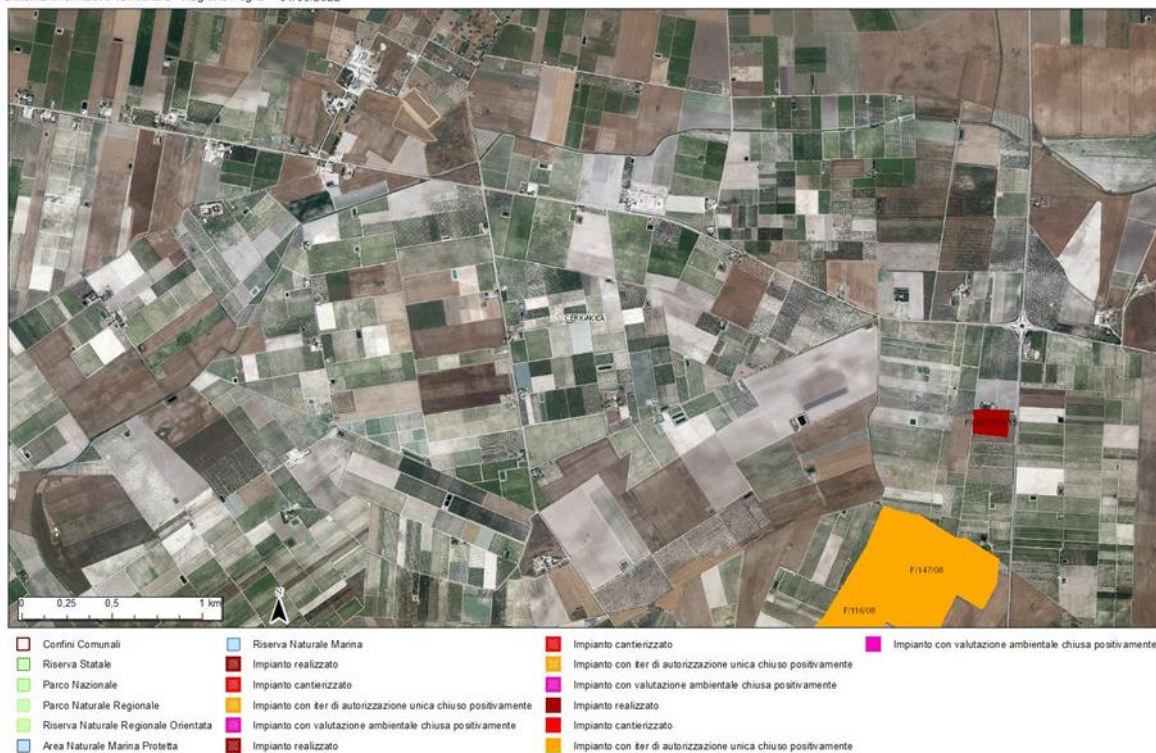 CERIGNOLA
F/147/08
F/116/08
0 0,25 0,5 1 km
Confini Comunali
Riserva Statale
Parco Nazionale
Parco Naturale Regionale
Riserva Naturale Regionale Orientata
Area Naturale Marina Protetta
Riserva Naturale Marina
Impianto realizzato
Impianto cantierizzato
Impianto con iter di autorizzazione unica chiuso positivamente
Impianto con valutazione ambientale chiusa positivamente
Impianto realizzato
Impianto cantierizzato
Impianto con iter di autorizzazione unica chiuso positivamente
Impianto con valutazione ambientale chiusa positivamente
Impianto realizzato
Impianto cantierizzato
Impianto con iter di autorizzazione unica chiuso positivamente
Impianto con valutazione ambientale chiusa positivamente